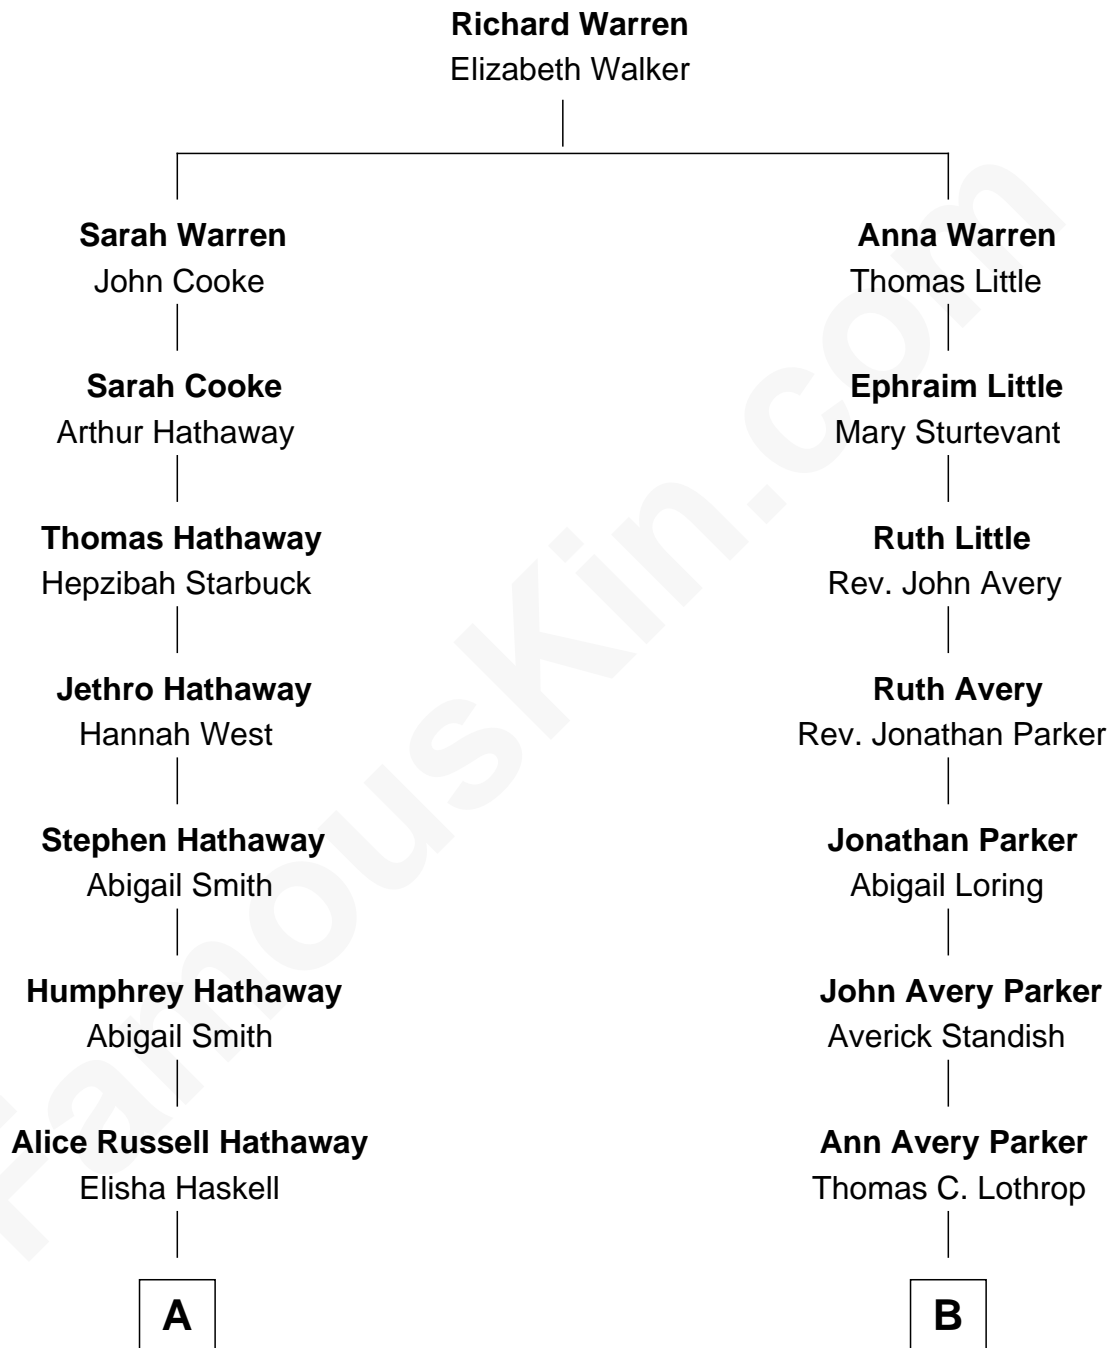 Richard Warren
Elizabeth Walker
Sarah Warren
John Cooke
Anna Warren
Thomas Little
Sarah Cooke
Arthur Hathaway
Ephraim Little
Mary Sturtevant
Thomas Hathaway
Hepzibah Starbuck
Ruth Little
Rev. John Avery
Jethro Hathaway
Hannah West
Ruth Avery
Rev. Jonathan Parker
Stephen Hathaway
Abigail Smith
Jonathan Parker
Abigail Loring
Humphrey Hathaway
Abigail Smith
John Avery Parker
Averick Standish
Alice Russell Hathaway
Elisha Haskell
Ann Avery Parker
Thomas C. Lothrop
A
B
FamousKin.com